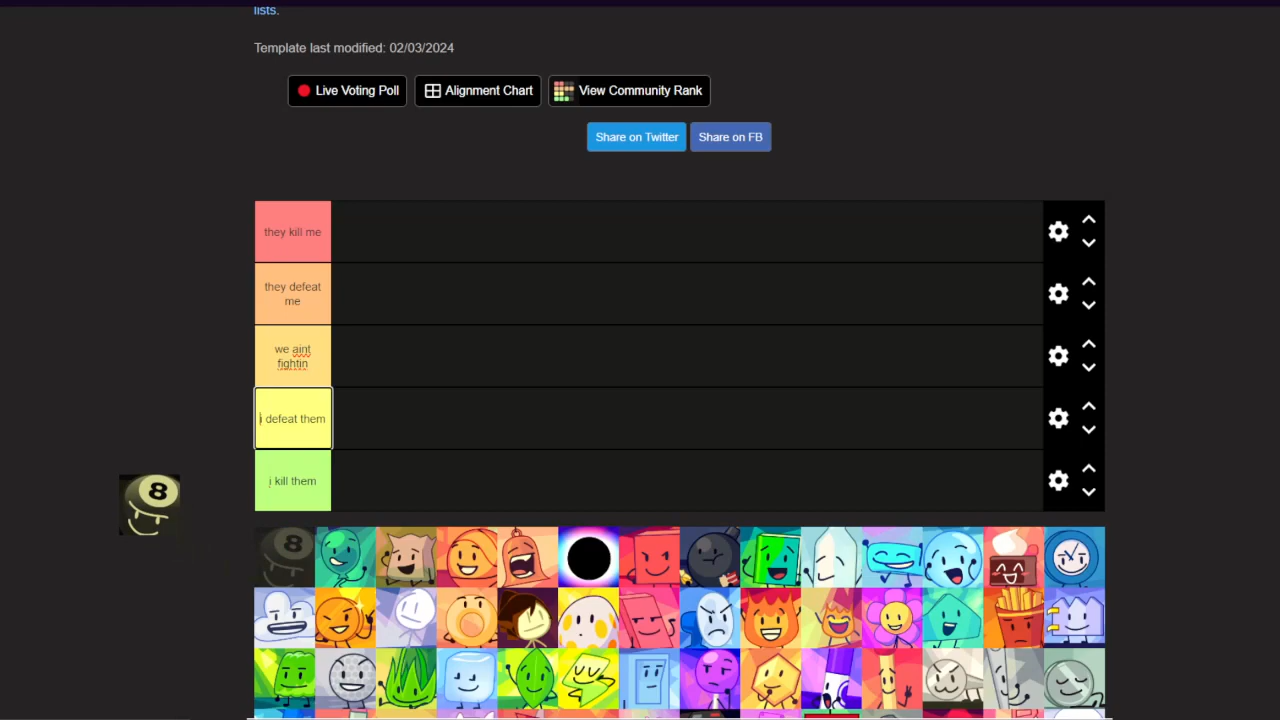 lists.
Template last modified: 02/03/2024
Live Voting Poll
Alignment Chart
View Community Rank
Share on Twitter
Share on FB
they kill me
they defeat
me
we aint
fightin
i defeat them
i kill them
8
8